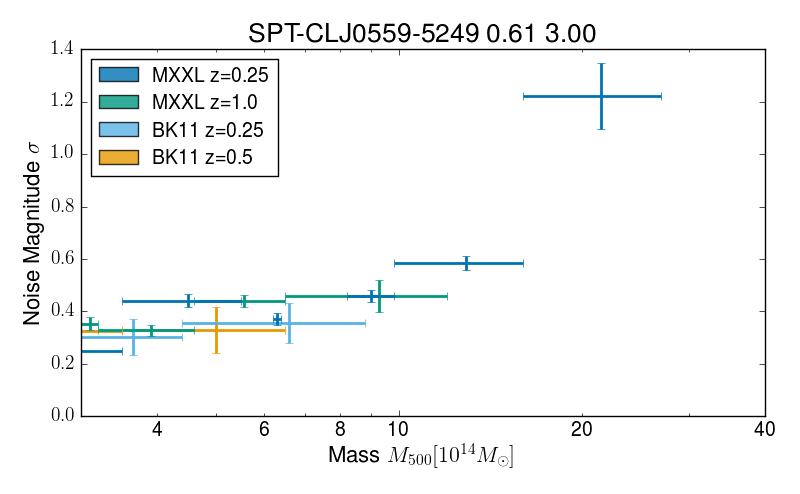 SPT-CLJ0559-5249 0.61 3.00
1.4
1.2
1.0
0.8
0.6
0.4
0.2
0.0
Noise Magnitude σ
MXXL z=0.25
MXXL z=1.0
BK11 z=0.25
BK11 z=0.5
4 6 8 10 20 40
Mass M₅₀₀[10¹⁴M☉]